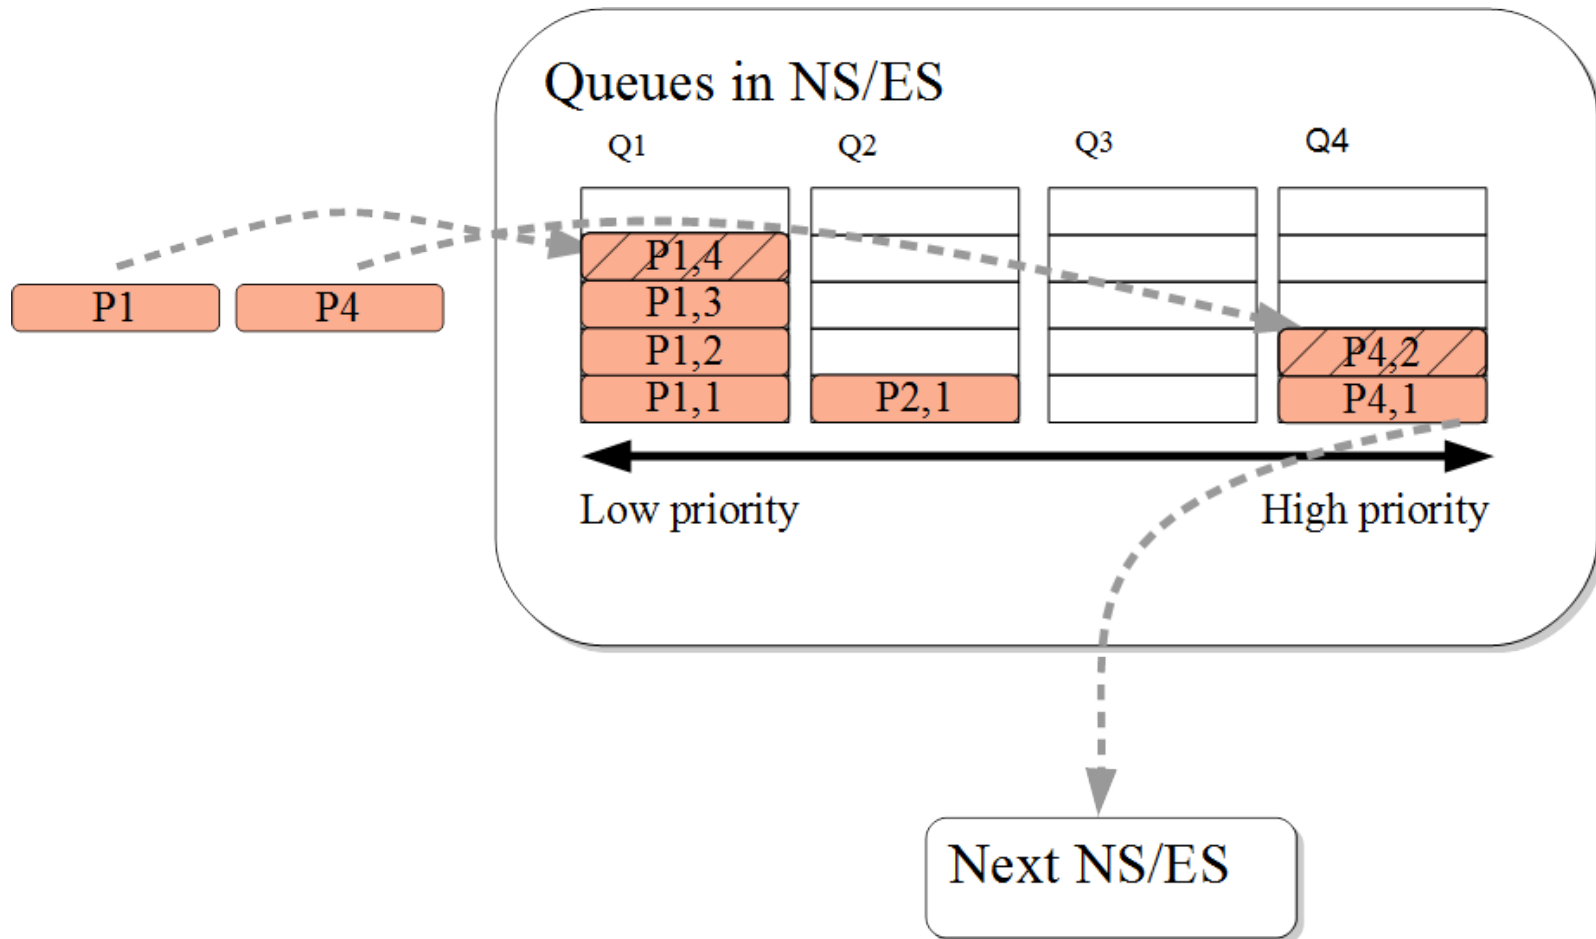 Queues in NS/ES
Q1 Q2 Q3 Q4
P1 P4
P1,4
P1,3
P1,2
P1,1
P2,1
P4,2
P4,1
Low priority
High priority
Next NS/ES